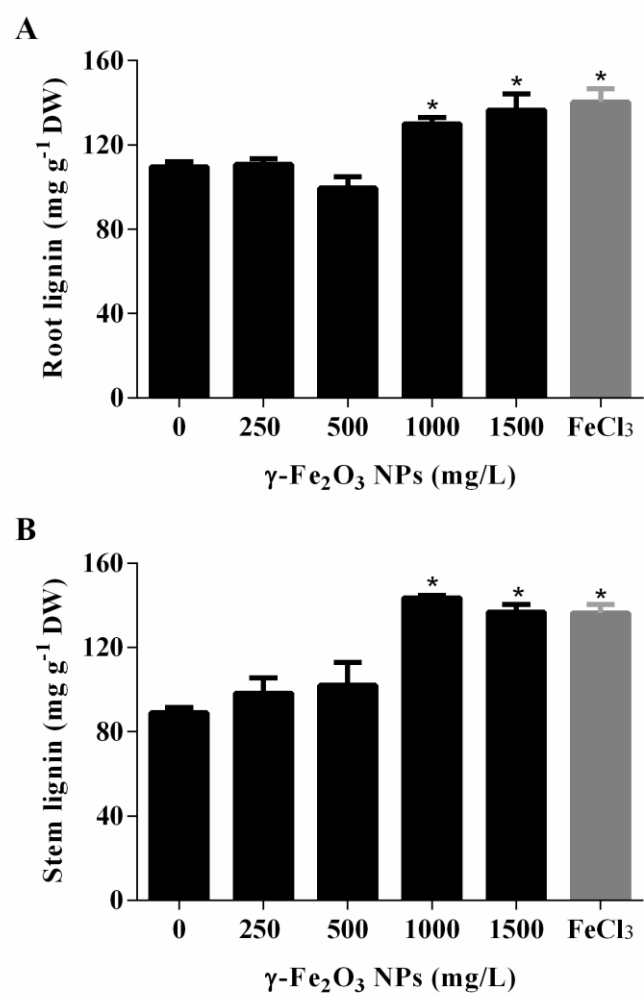 A
Root lignin (mg g⁻¹ DW)
160
120
80
40
0
* * *
0 250 500 1000 1500 FeCl₃
γ-Fe₂O₃ NPs (mg/L)
B
Stem lignin (mg g⁻¹ DW)
160
120
80
40
0
* * *
0 250 500 1000 1500 FeCl₃
γ-Fe₂O₃ NPs (mg/L)